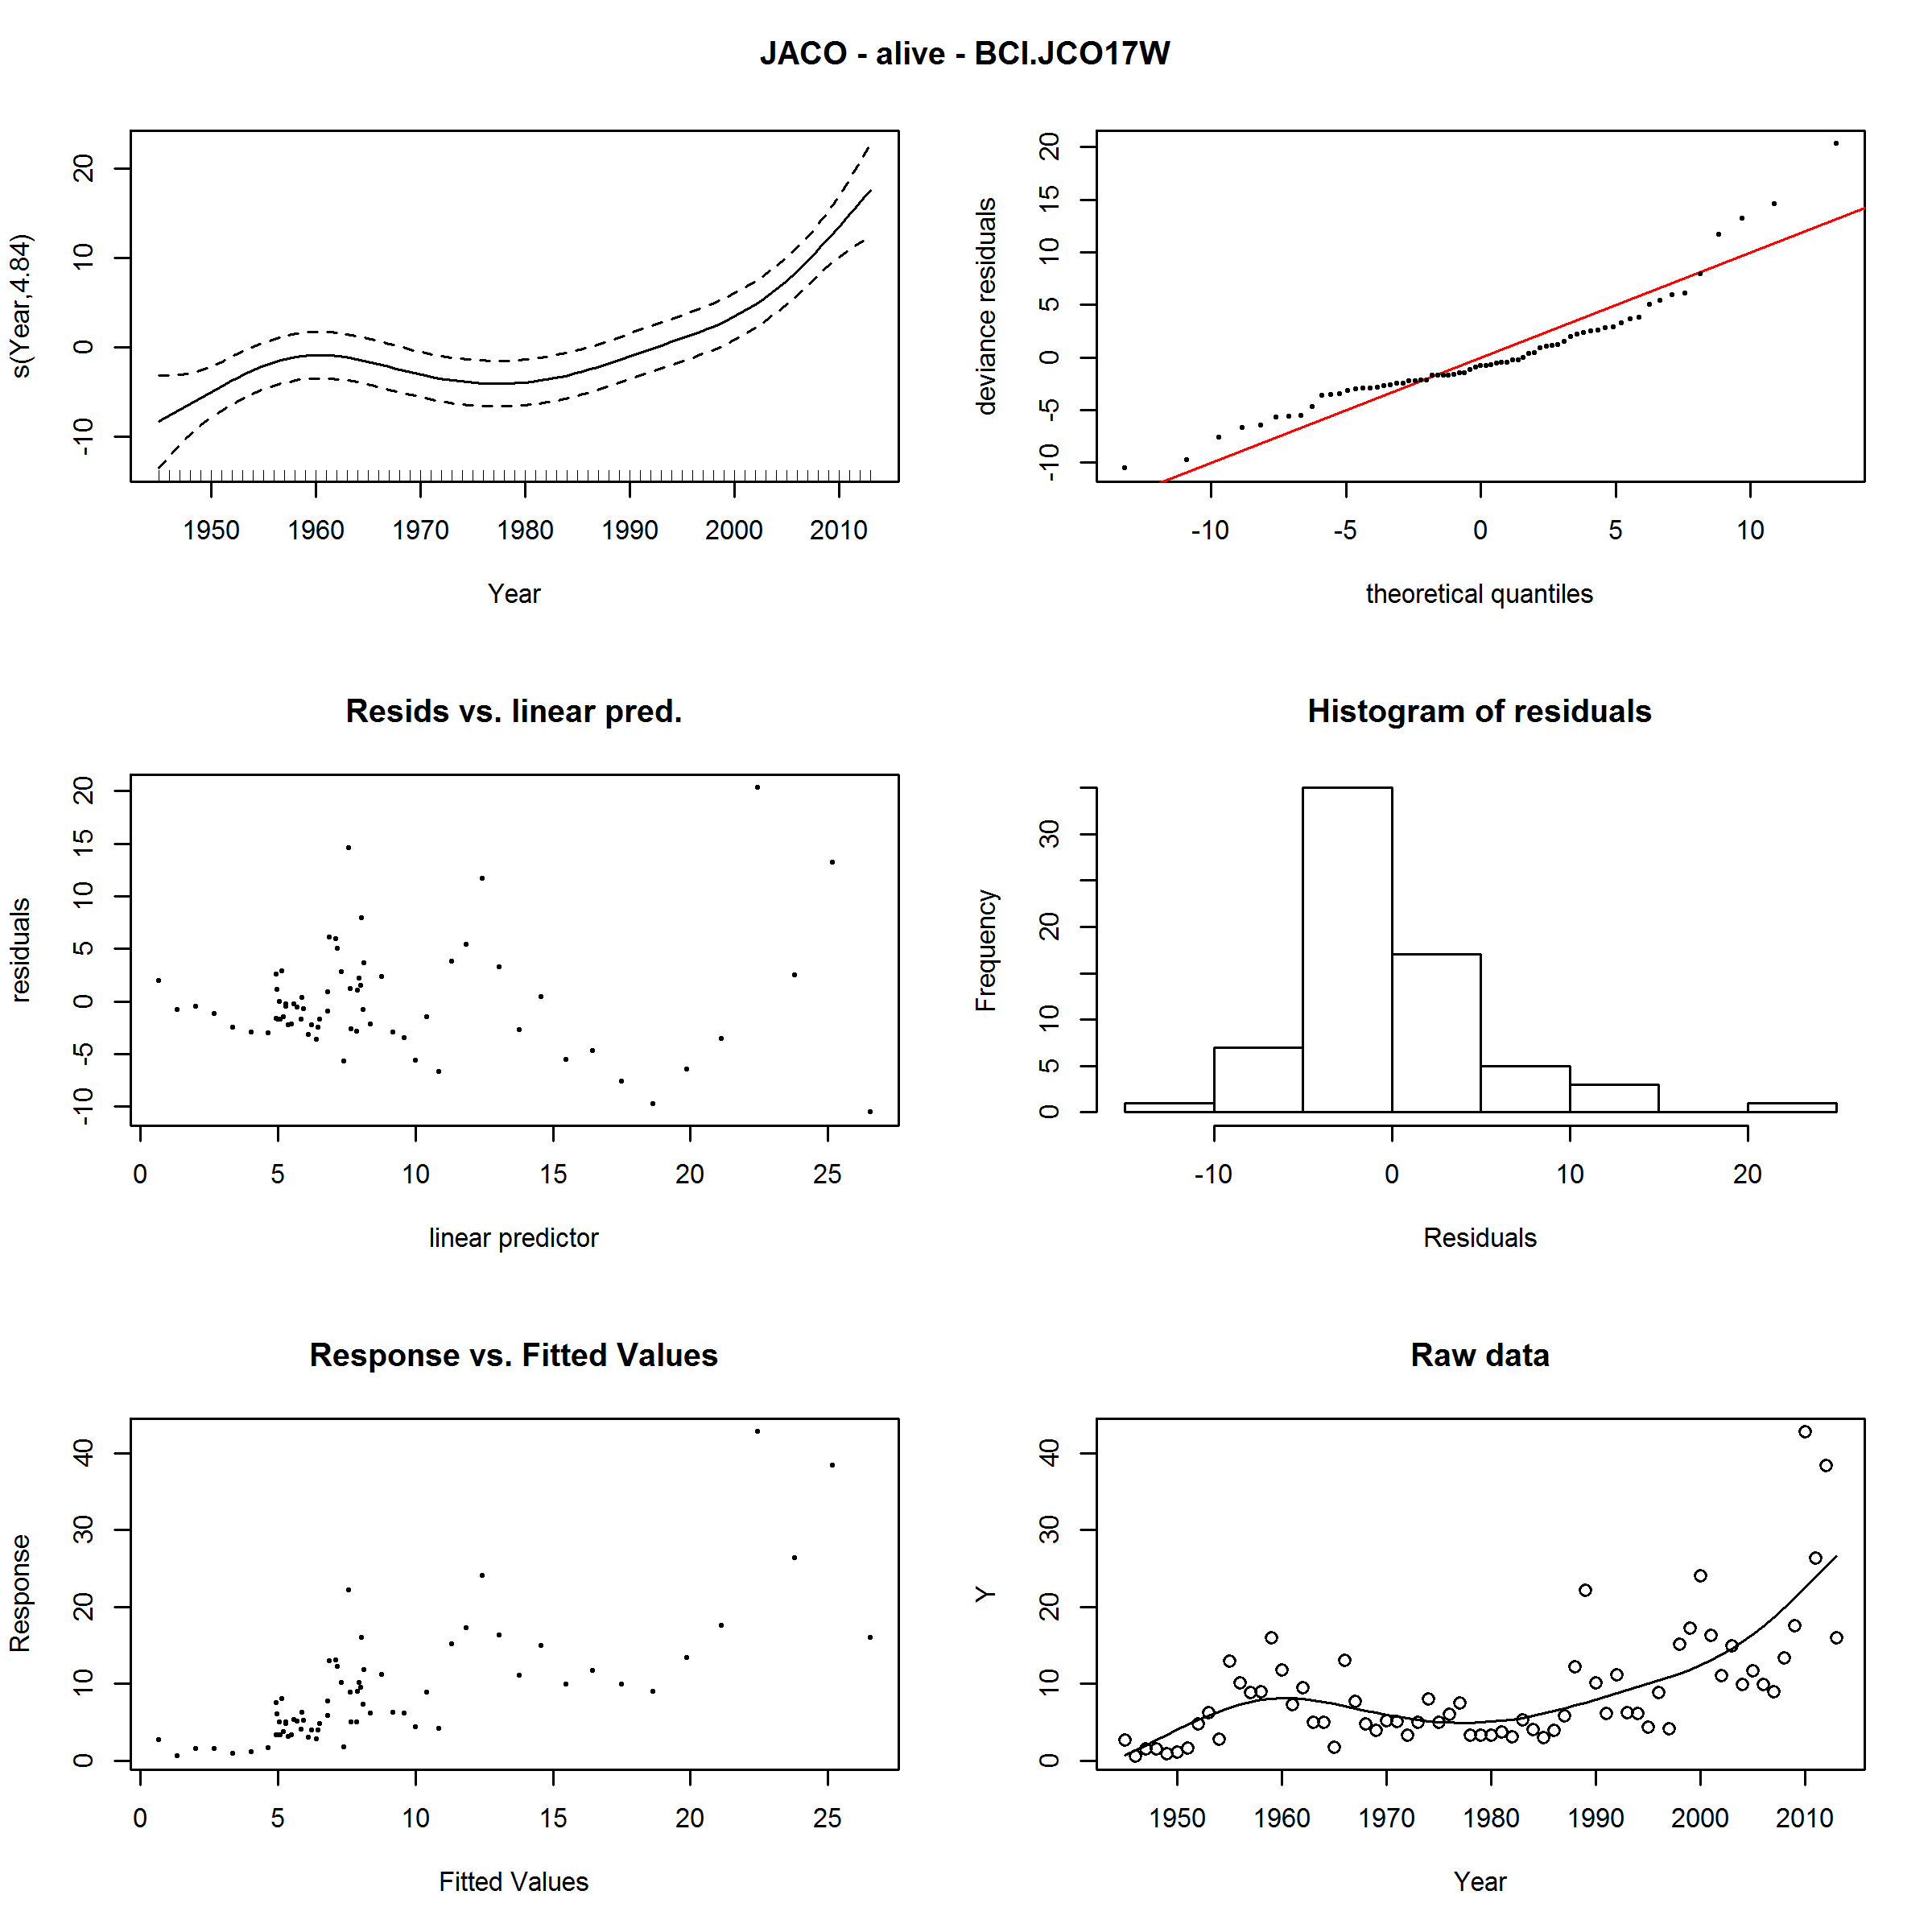 JACO - alive - BCI.JCO17W
s(Year,4.84)
-10 0 10 20
1950 1960 1970 1980 1990 2000 2010
Year
deviance residuals
-10 -5 0 5 10 15 20
-10 -5 0 5 10
theoretical quantiles
Resids vs. linear pred.
residuals
-10 -5 0 5 10 15 20
0 5 10 15 20 25
linear predictor
Histogram of residuals
Frequency
0 5 10 20 30
-10 0 10 20
Residuals
Response vs. Fitted Values
Response
0 10 20 30 40
0 5 10 15 20 25
Fitted Values
Raw data
Y
0 10 20 30 40
1950 1960 1970 1980 1990 2000 2010
Year